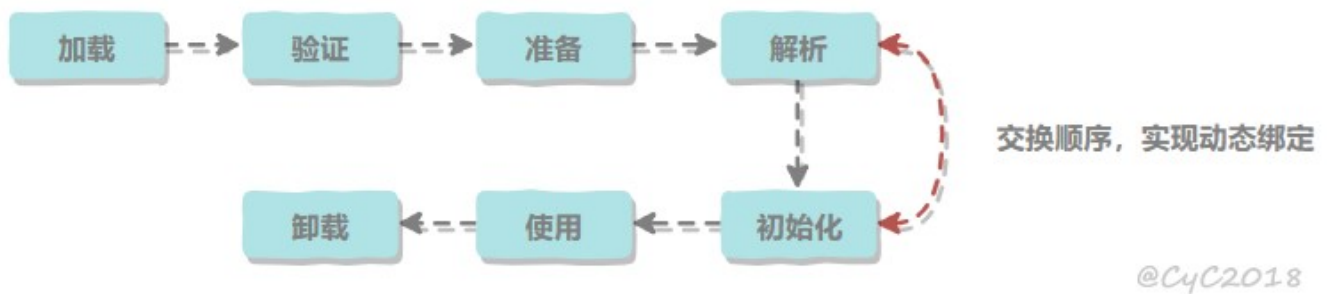 加载
验证
准备
解析
交换顺序，实现动态绑定
卸载
使用
初始化
@CyC2018